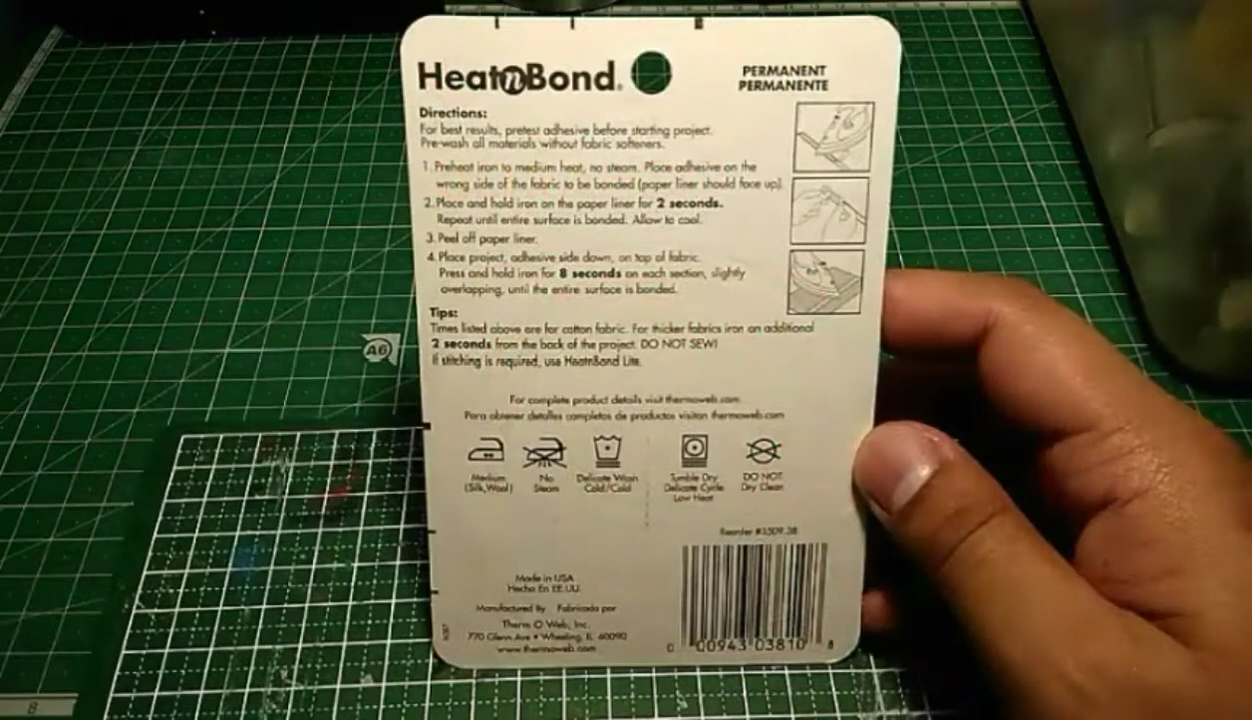 HeatnBond®
PERMANENT
PERMANENTE
Directions:
For best results, pretest adhesive before starting project.
Pre-wash all materials without fabric softeners.
1. Preheat iron to medium heat, no steam. Place adhesive on the
wrong side of the fabric to be bonded (paper liner should face up).
2. Place and hold iron on the paper liner for 2 seconds.
Repeat until entire surface is bonded. Allow to cool.
3. Peel off paper liner.
4. Place project, adhesive side down, on top of fabric.
Press and hold iron for 8 seconds on each section, slightly
overlapping, until the entire surface is bonded.
Tips:
Times listed above are for cotton fabric. For thicker fabrics iron an additional
2 seconds from the back of the project. DO NOT SEW!
If stitching is required, use HeatnBond Lite.
A6
For complete product details visit thermoweb.com
Para obtener detalles completos de productos visitan thermoweb.com
Medium
(Silk, Wool)
No
Steam
Delicate Wash
Cold/Cold
Tumble Dry
Delicate Cycle
Low Heat
DO NOT
Dry Clean
Reorder #3509.38
Made in USA
Hecho En EE.UU.
Manufactured By Fabricado por
Therm O Web, Inc.
770 Glenn Ave • Wheeling, IL 60090
www.thermoweb.com
0 00943 03810 8
8